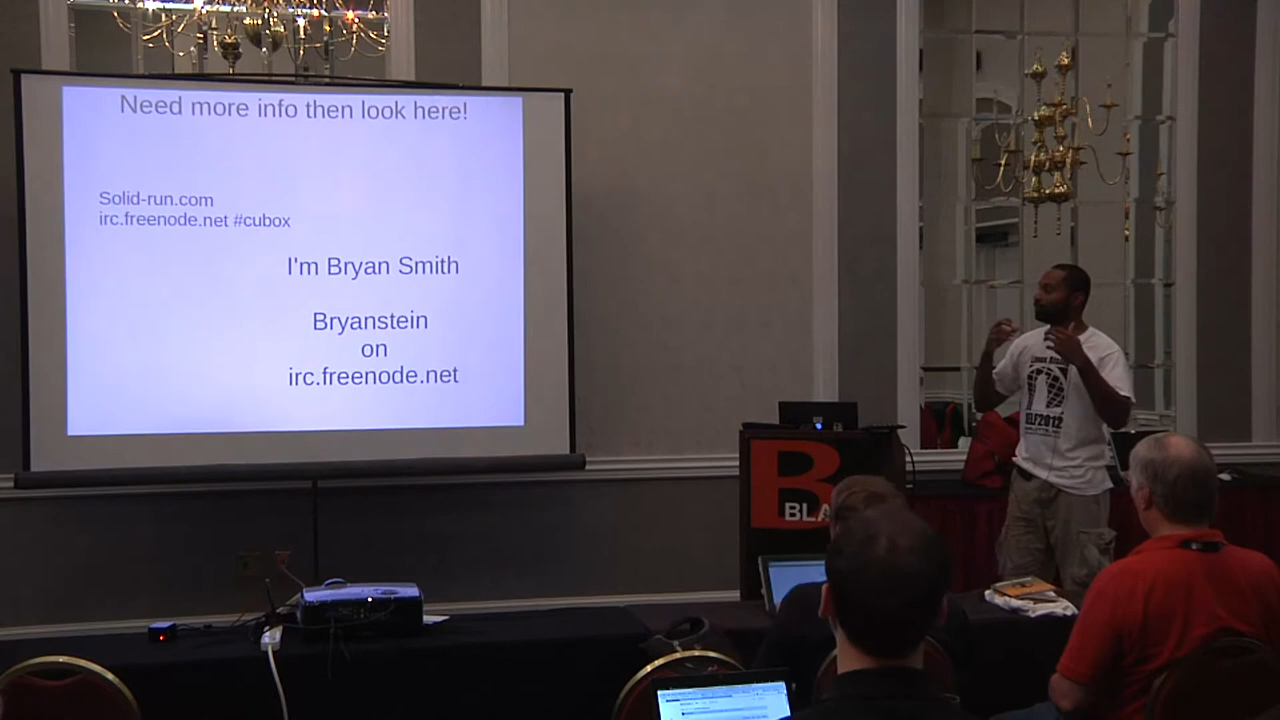 Need more info then look here!
Solid-run.com
irc.freenode.net #cubox
I'm Bryan Smith
Bryanstein
on
irc.freenode.net
B
BLA
SELF2012